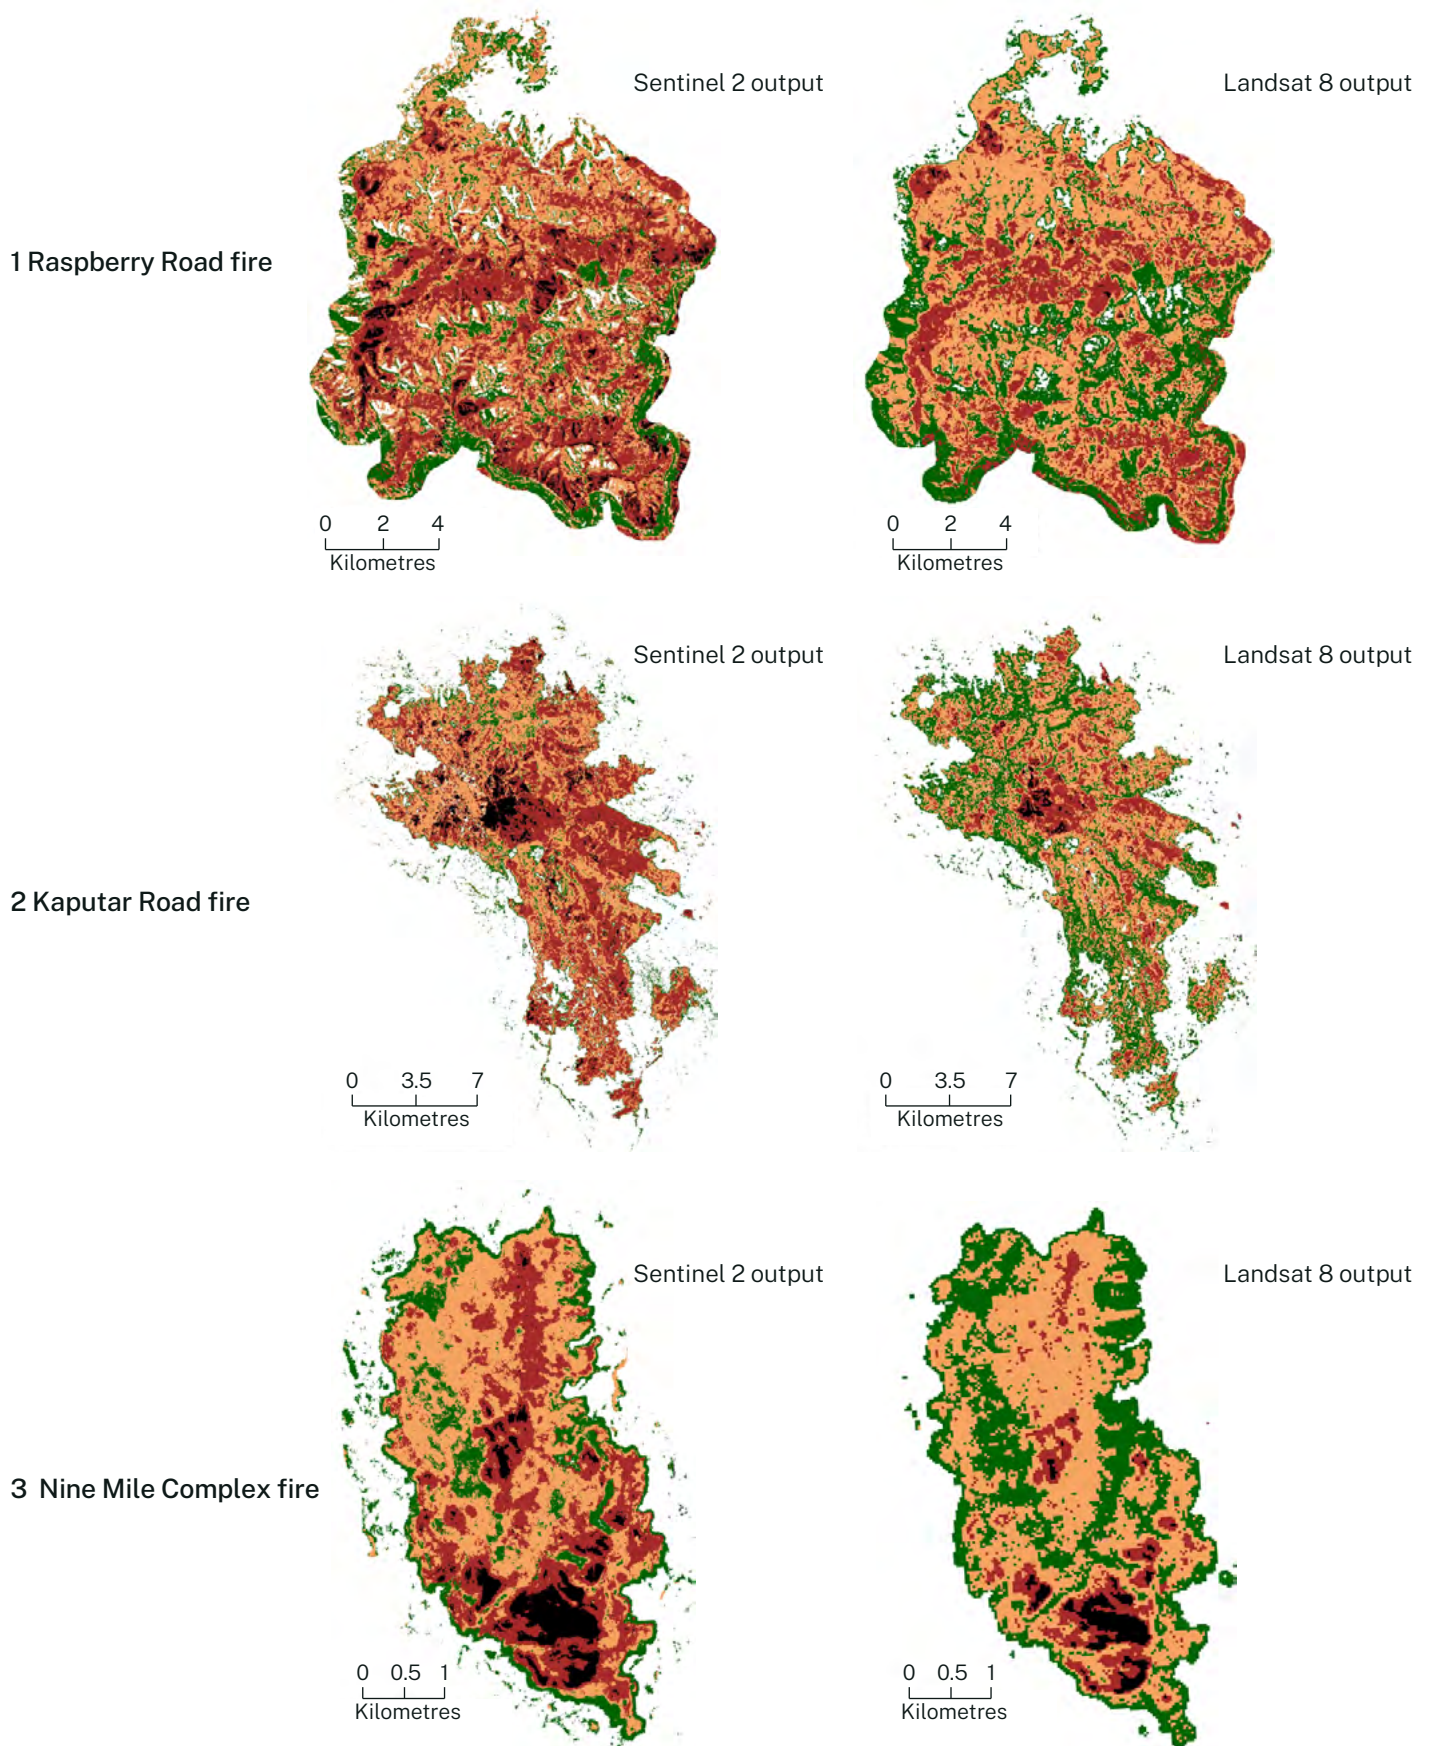 Sentinel 2 output
Landsat 8 output
1 Raspberry Road fire
0 2 4
Kilometres
0 2 4
Kilometres
Sentinel 2 output
Landsat 8 output
2 Kaputar Road fire
0 3.5 7
Kilometres
0 3.5 7
Kilometres
Sentinel 2 output
Landsat 8 output
3 Nine Mile Complex fire
0 0.5 1
Kilometres
0 0.5 1
Kilometres